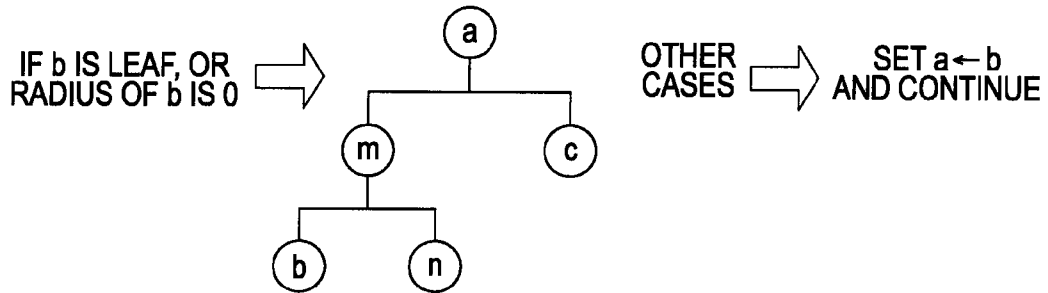 IF b IS LEAF, OR
RADIUS OF b IS 0
a
m
c
b
n
OTHER
CASES
SET a←b
AND CONTINUE